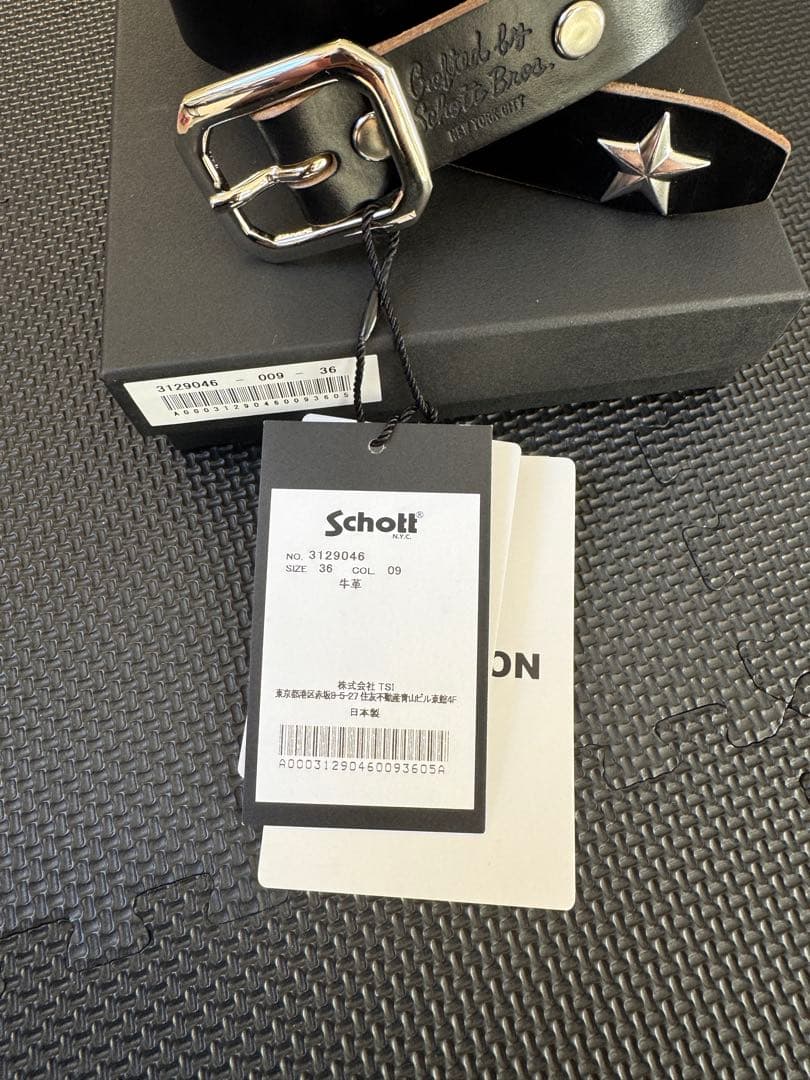 Crafted by
Schott Bros.
NEW YORK CITY
3129046 - 009 - 36
A00031290460093605
Schott®
N.Y.C.
NO. 3129046
SIZE 36 COL. 09
牛革
株式会社 TSI
東京都港区赤坂8-5-27 住友不動産青山ビル東館4F
日本製
A00031290460093605A
ON